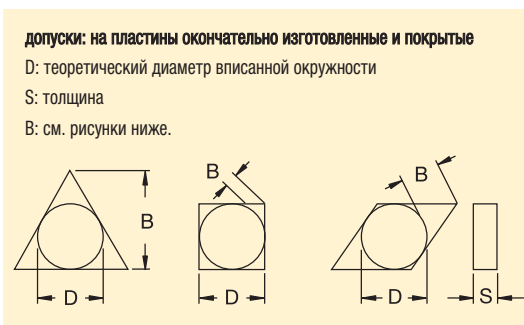 допуски: на пластины окончательно изготовленные и покрытые
D: теоретический диаметр вписанной окружности
S: толщина
B: см. рисунки ниже.
B B B
D D D S